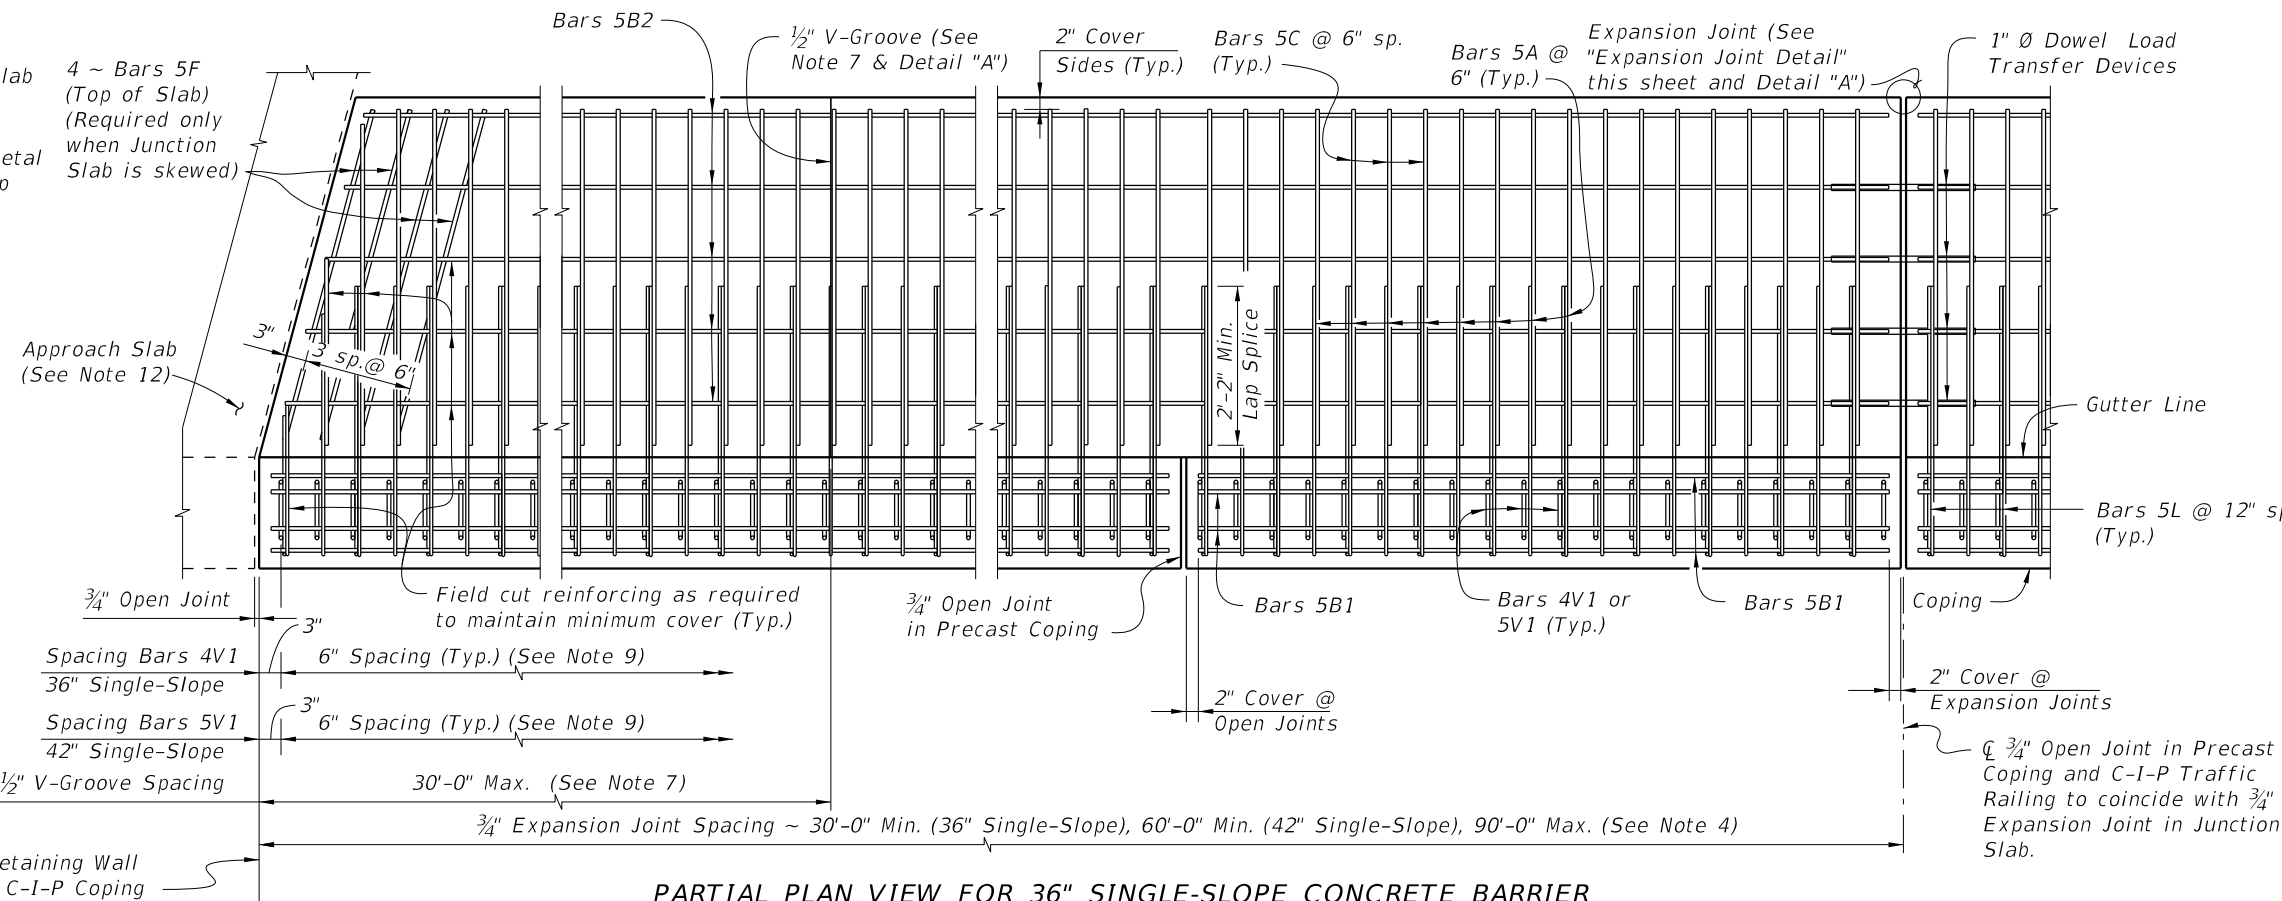 Bars 5B2
½" V-Groove (See
Note 7 & Detail "A")
2" Cover
Sides (Typ.)
Bars 5C @ 6" sp.
(Typ.)
Bars 5A @
6" (Typ.)
Expansion Joint (See
"Expansion Joint Detail"
this sheet and Detail "A")
1" Ø Dowel Load
Transfer Devices
lab
etal
4 ~ Bars 5F
(Top of Slab)
(Required only
when Junction
Slab is skewed)
3"
3 sp.@ 6"
Approach Slab
(See Note 12)
2'-2" Min.
Lap Splice
Gutter Line
Bars 5L @ 12" sp
(Typ.)
¾" Open Joint
Field cut reinforcing as required
to maintain minimum cover (Typ.)
¾" Open Joint
in Precast Coping
Bars 5B1
Bars 4V1 or
5V1 (Typ.)
Bars 5B1
Coping
3"
Spacing Bars 4V1
36" Single-Slope
6" Spacing (Typ.) (See Note 9)
3"
Spacing Bars 5V1
42" Single-Slope
6" Spacing (Typ.) (See Note 9)
2" Cover @
Open Joints
2" Cover @
Expansion Joints
½" V-Groove Spacing
30'-0" Max. (See Note 7)
¾" Expansion Joint Spacing ~ 30'-0" Min. (36" Single-Slope), 60'-0" Min. (42" Single-Slope), 90'-0" Max. (See Note 4)
℄ ¾" Open Joint in Precast
Coping and C-I-P Traffic
Railing to coincide with ¾"
Expansion Joint in Junction
Slab.
etaining Wall
C-I-P Coping
PARTIAL PLAN VIEW FOR 36" SINGLE-SLOPE CONCRETE BARRIER